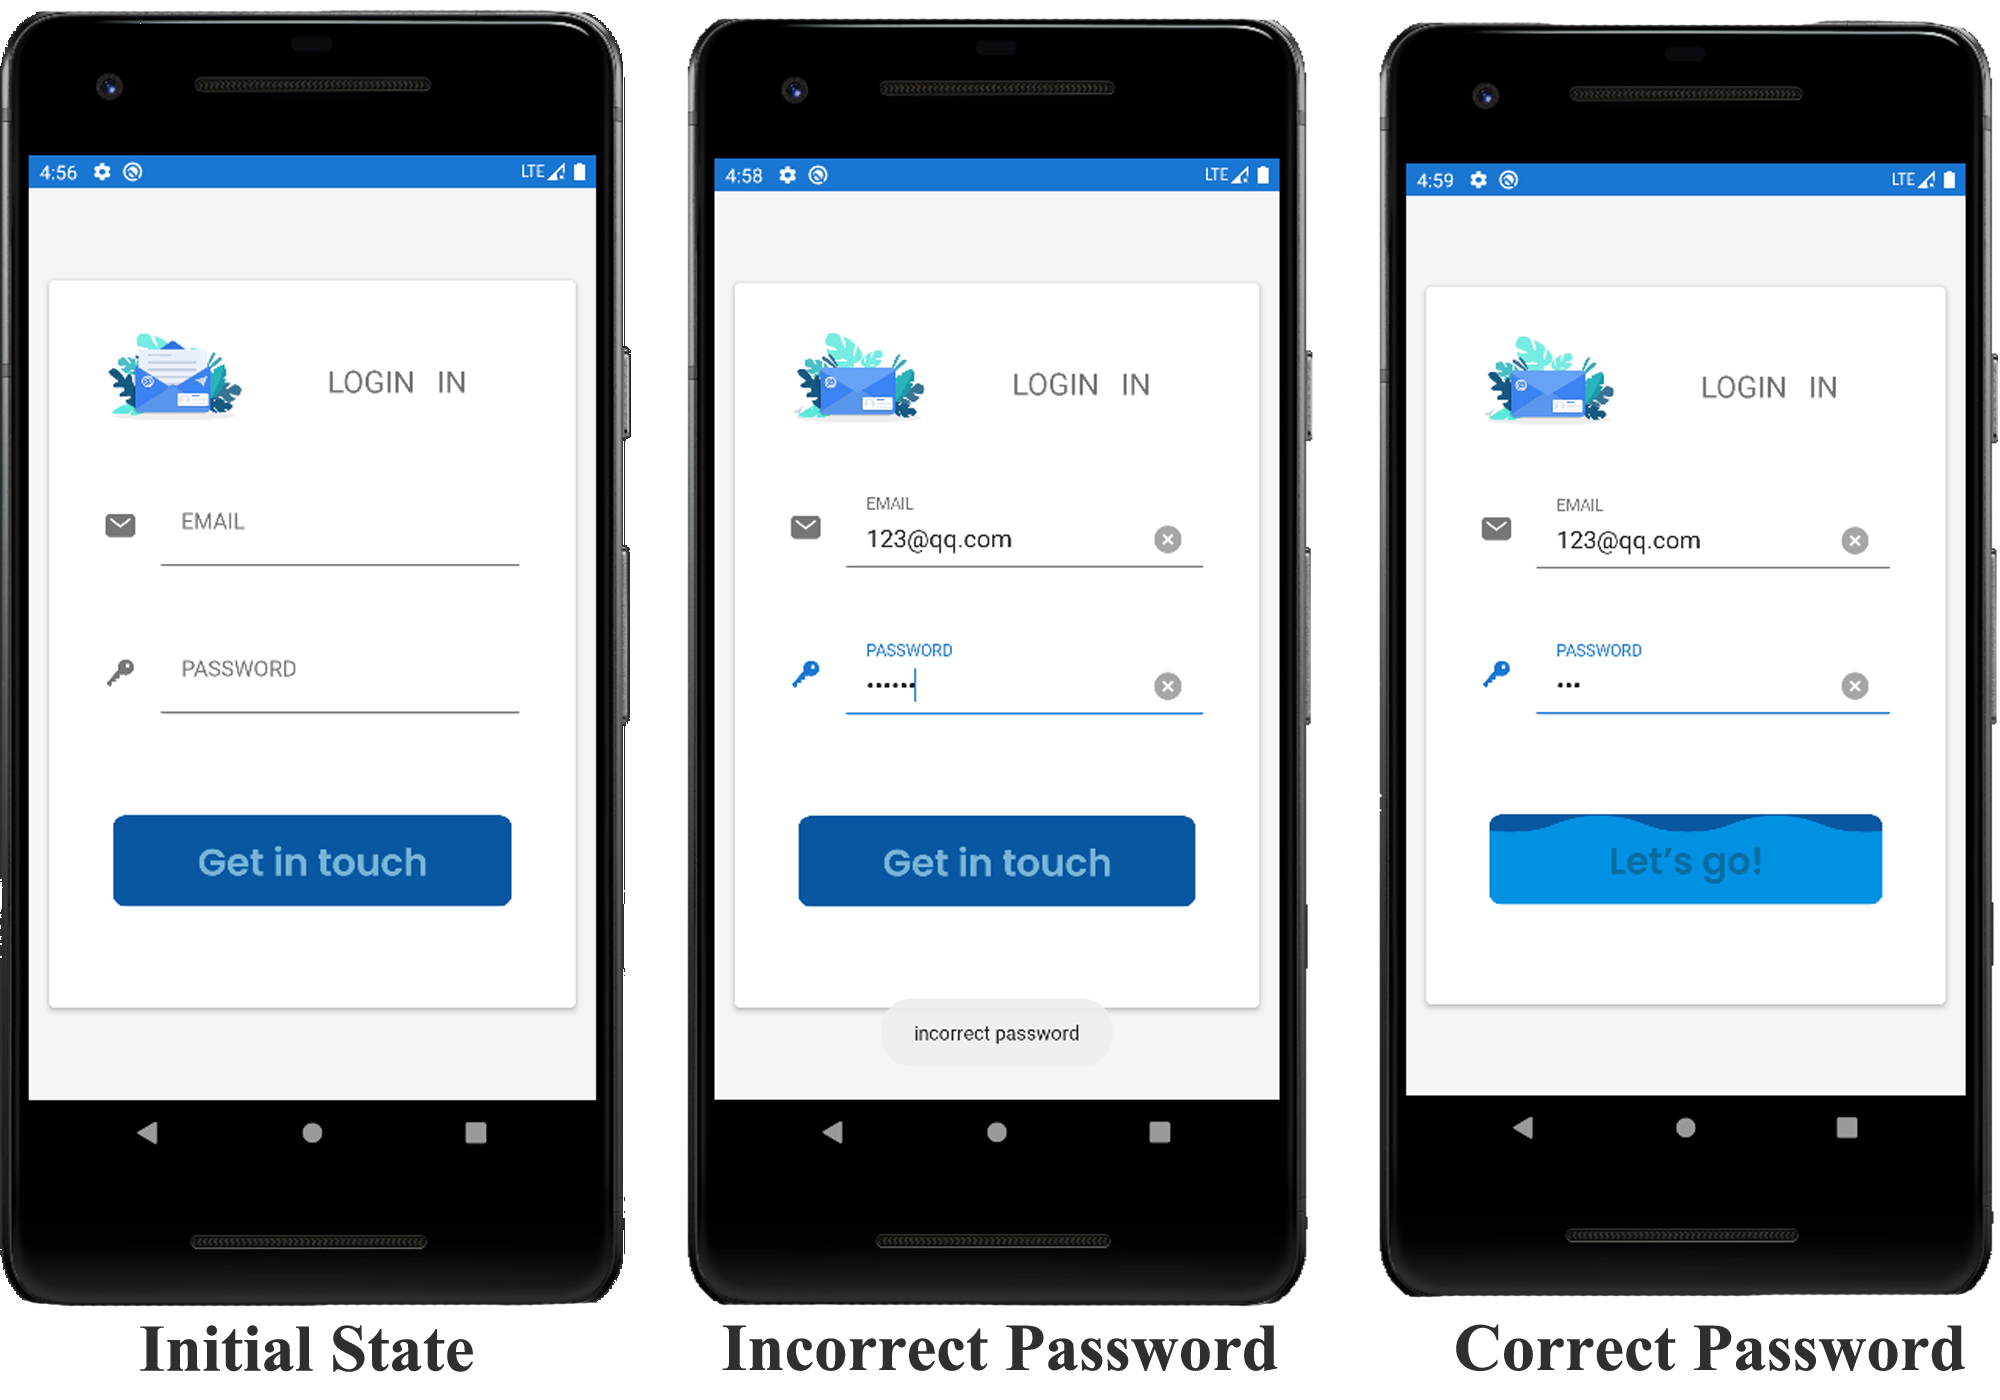 4:56 LTE
LOGIN IN
EMAIL
PASSWORD
Get in touch
Initial State
4:58 LTE
LOGIN IN
EMAIL
123@qq.com
PASSWORD
••••••
Get in touch
incorrect password
Incorrect Password
4:59 LTE
LOGIN IN
EMAIL
123@qq.com
PASSWORD
•••
Let's go!
Correct Password